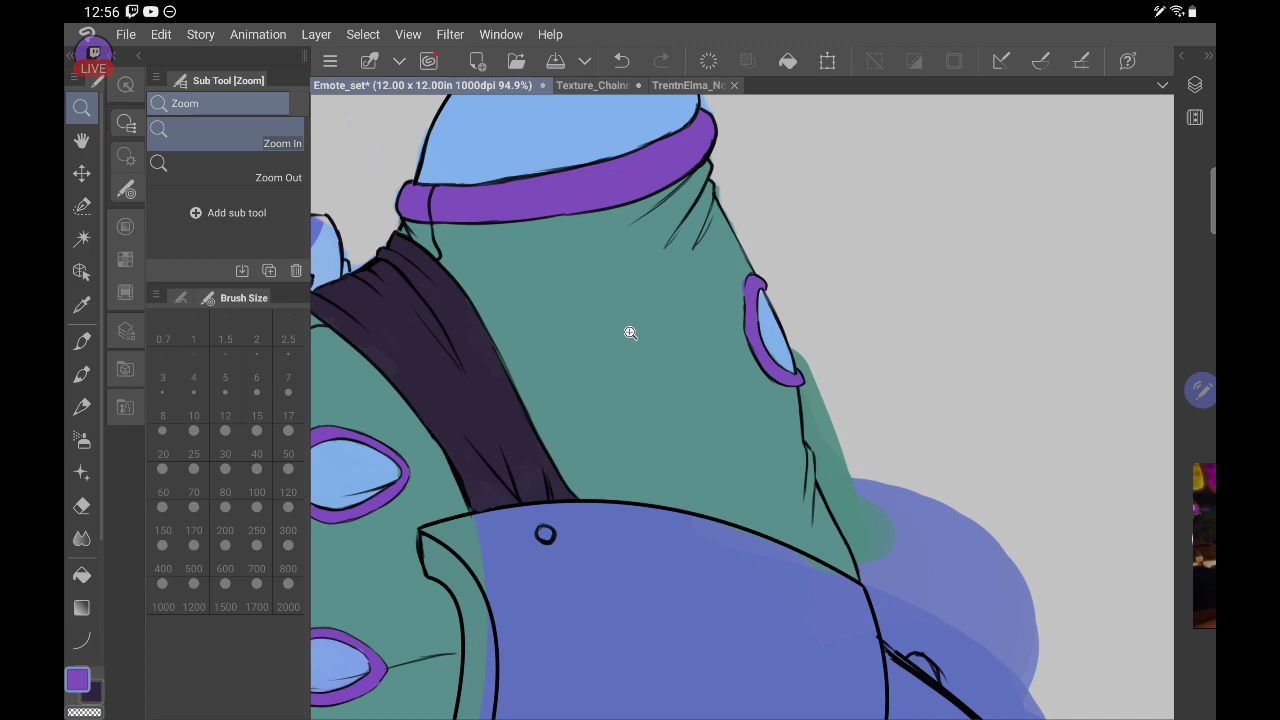 12:56
File Edit Story Animation Layer Select View Filter Window Help
LIVE
Sub Tool [Zoom]
Emote_set* (12.00 x 12.00in 1000dpi 94.9%) Texture_Chainr TrentnElma_No
Zoom
Zoom In
Zoom Out
Add sub tool
Brush Size
0.7 1 1.5 2 2.5
3 4 5 6 7
8 10 12 15 17
20 25 30 40 50
60 70 80 100 120
150 170 200 250 300
400 500 600 700 800
1000 1200 1500 1700 2000